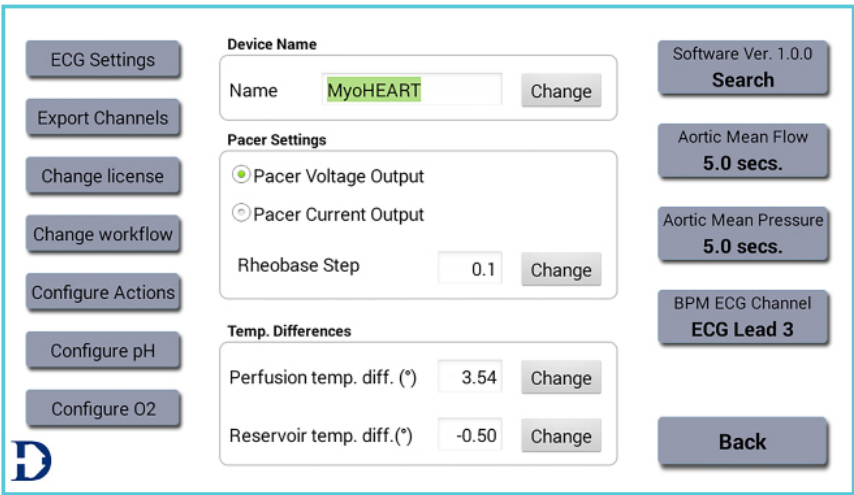 ECG Settings
Export Channels
Change license
Change workflow
Configure Actions
Configure pH
Configure O2
Device Name
Name MyoHEART Change
Pacer Settings
Pacer Voltage Output
Pacer Current Output
Rheobase Step 0.1 Change
Temp. Differences
Perfusion temp. diff. (°) 3.54 Change
Reservoir temp. diff.(°) -0.50 Change
Software Ver. 1.0.0
Search
Aortic Mean Flow
5.0 secs.
Aortic Mean Pressure
5.0 secs.
BPM ECG Channel
ECG Lead 3
Back